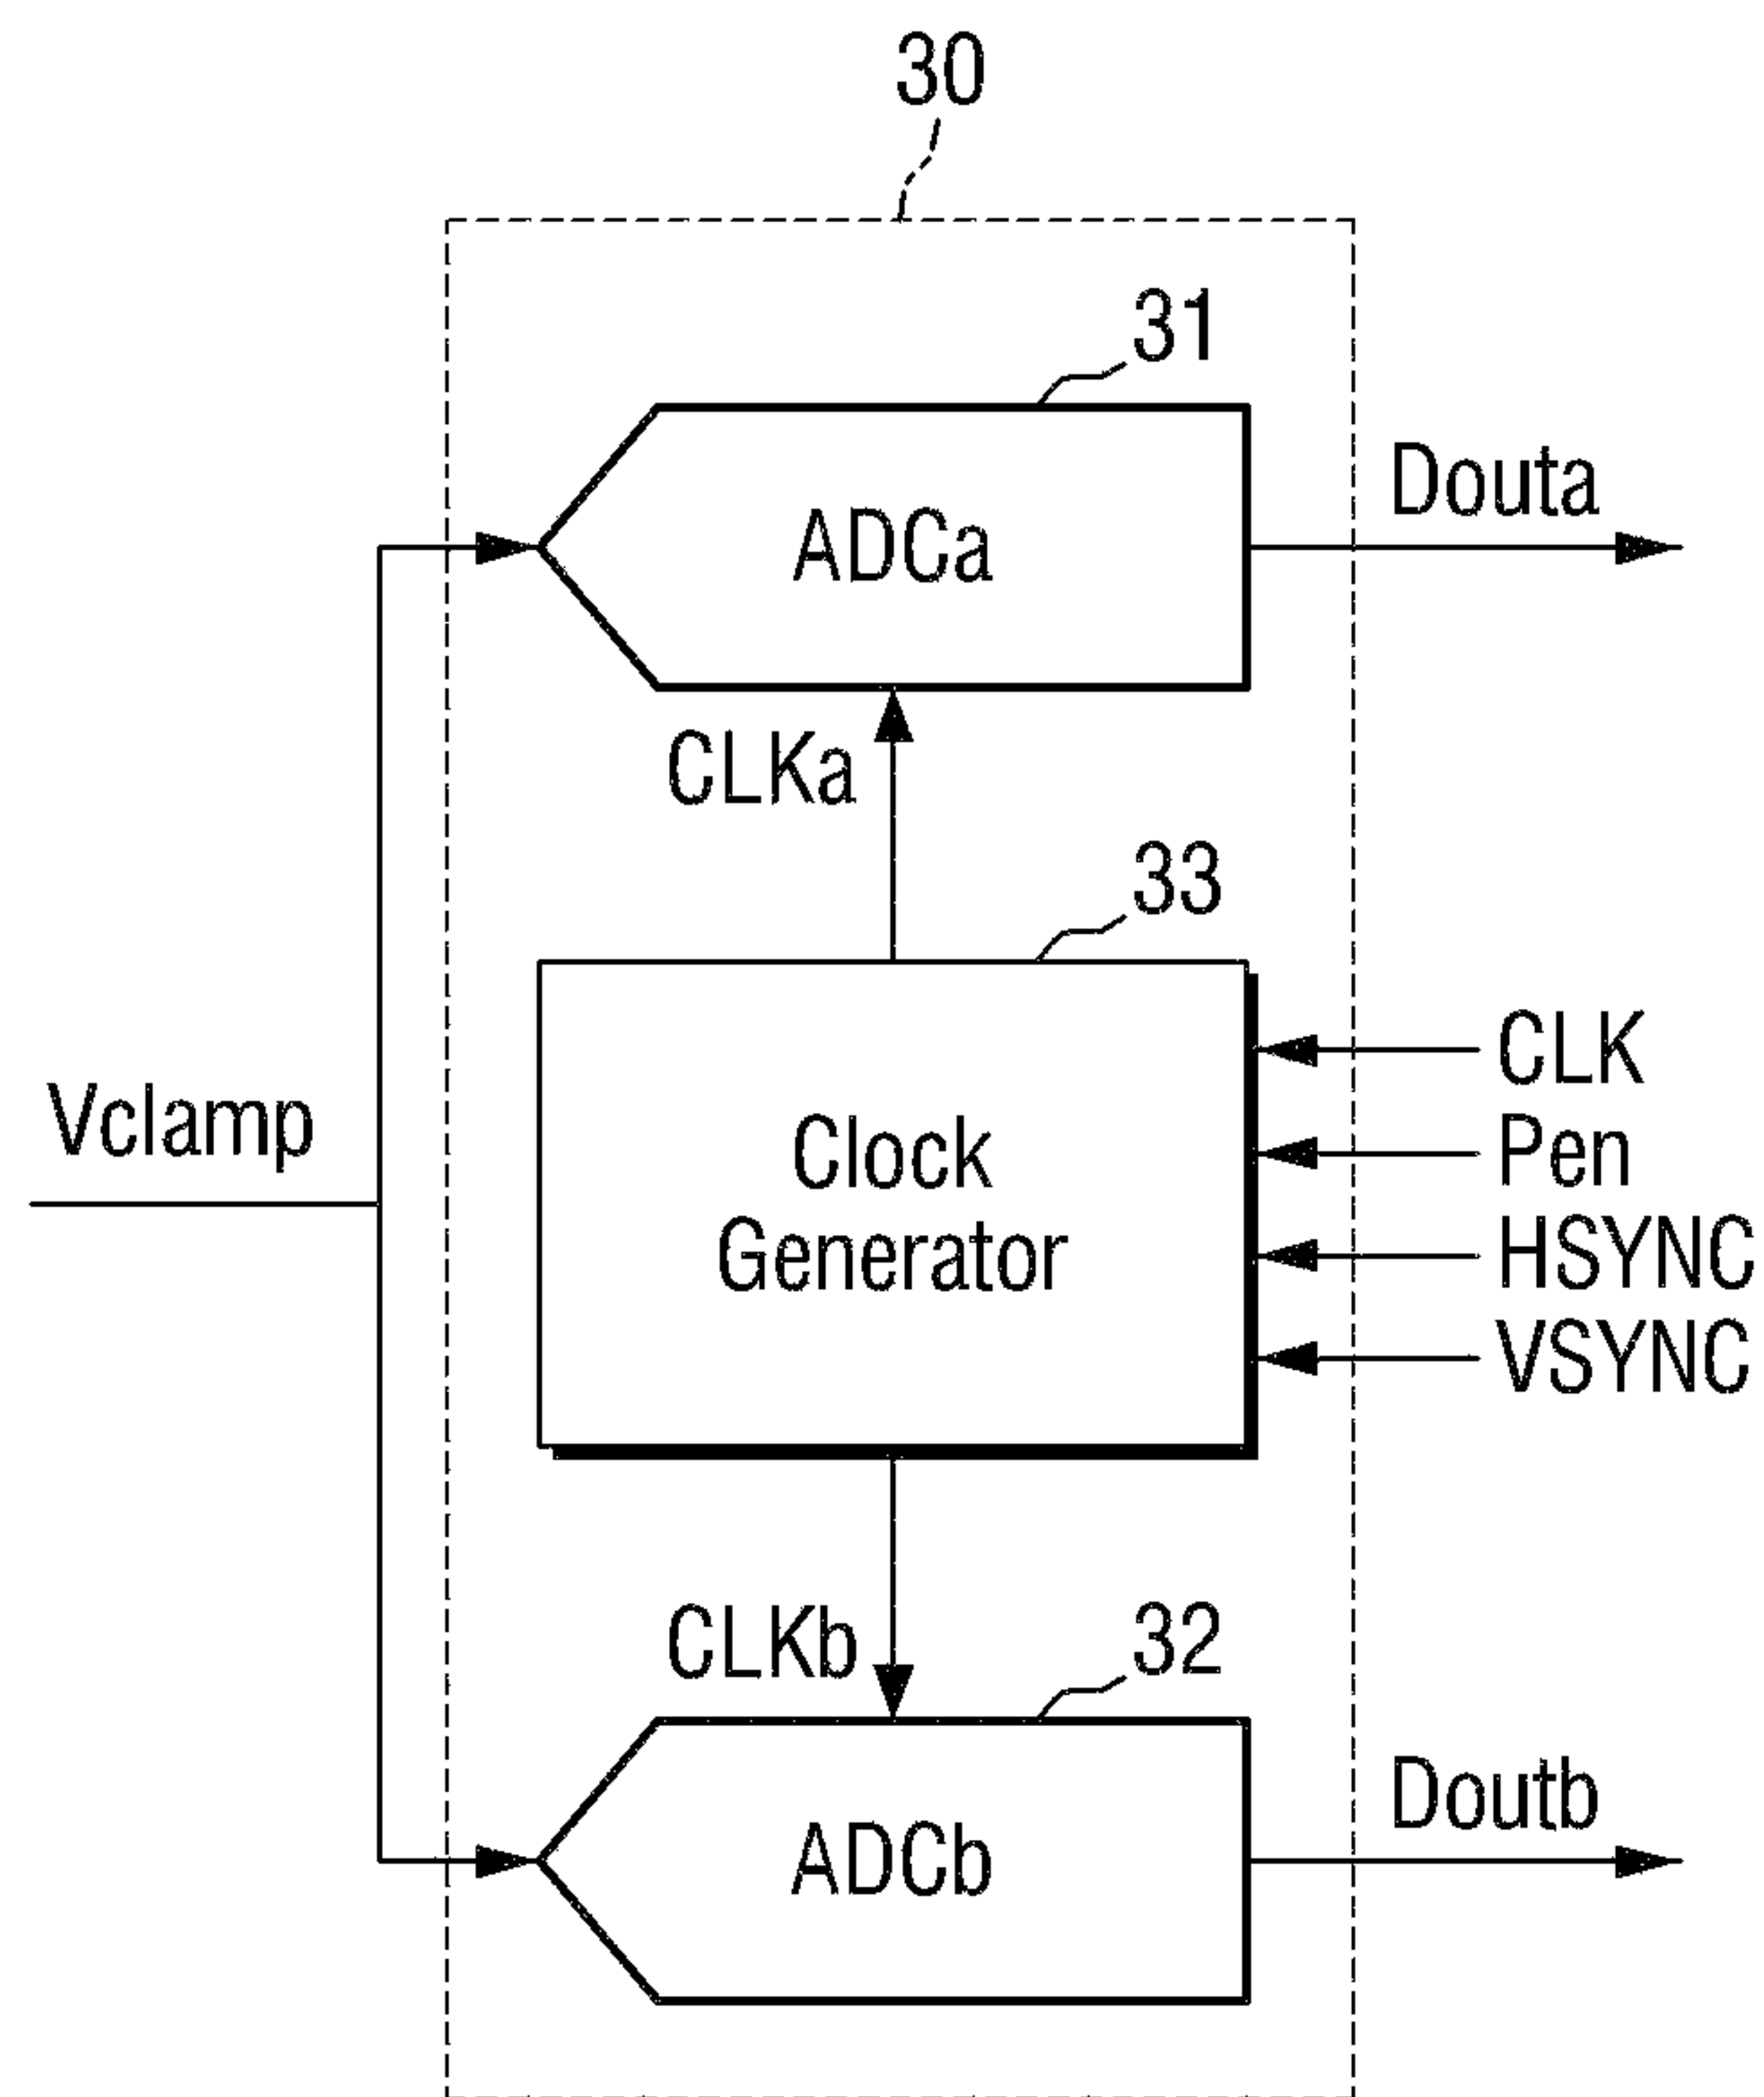 30
31
ADCa
Douta
CLKa
33
CLK
Vclamp
Clock
Generator
Pen
HSYNC
VSYNC
CLKb
32
ADCb
Doutb